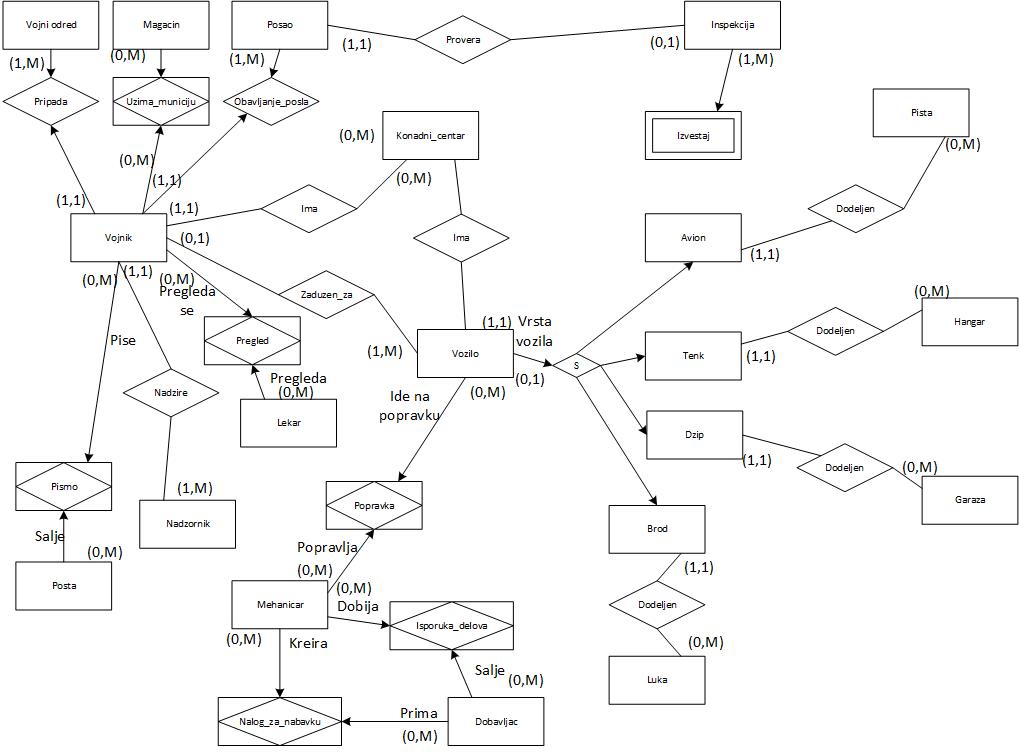 Vojni odred
Magacin
Posao
Inspekcija
(1,M)
(0,M)
(1,M)
(1,1)
Provera
(0,1)
(1,M)
Pripada
Uzima_municiju
Obavljanje_posla
Izvestaj
Pista
(0,M)
(0,M)
Konadni_centar
(0,M)
(0,M)
(1,1)
(1,1)
(1,1)
Ima
Dodeljen
Vojnik
(0,1)
Ima
Avion
(1,1)
(0,M)
(1,1)
(0,M)
Pregleda
se
Zaduzen_za
(0,M)
Hangar
Pise
Pregled
(1,M)
(1,1)
Vozilo
Vrsta
vozila
(0,1)
S
Tenk
(1,1)
Dodeljen
Nadzire
Pregleda
(0,M)
Lekar
Ide na
popravku
(0,M)
Dzip
(1,1)
Dodeljen
(0,M)
Garaza
Pismo
(1,M)
Nadzornik
Popravka
Brod
Salje
(0,M)
Posta
Popravlja
(0,M)
(0,M)
(1,1)
Mehanicar
Dobija
Isporuka_delova
Dodeljen
(0,M)
Kreira
Salje
(0,M)
(0,M)
Luka
Nalog_za_nabavku
Prima
(0,M)
Dobavljac